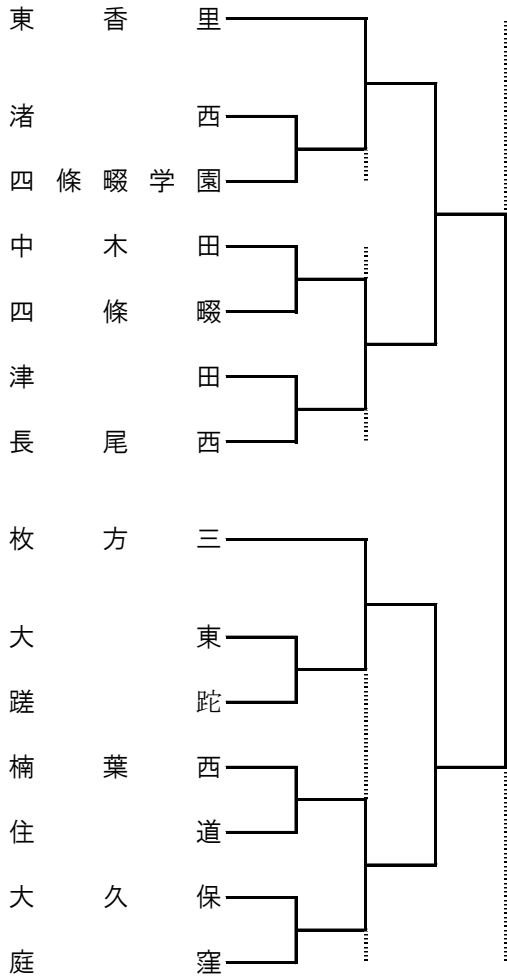 東香里
渚西
四條畷学園
中木田
四條畷
津田
長尾西
枚方三
大東
蹉跎
楠葉西
住道
大久保
庭窪